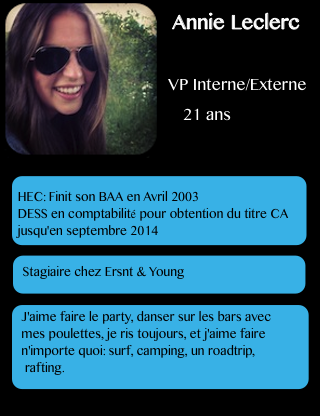 Annie Leclerc
VP Interne/Externe
21 ans
HEC: Finit son BAA en Avril 2003
DESS en comptabilité pour obtention du titre CA
jusqu'en septembre 2014
Stagiaire chez Ersnt & Young
J'aime faire le party, danser sur les bars avec
mes poulettes, je ris toujours, et j'aime faire
n'importe quoi: surf, camping, un roadtrip,
rafting.